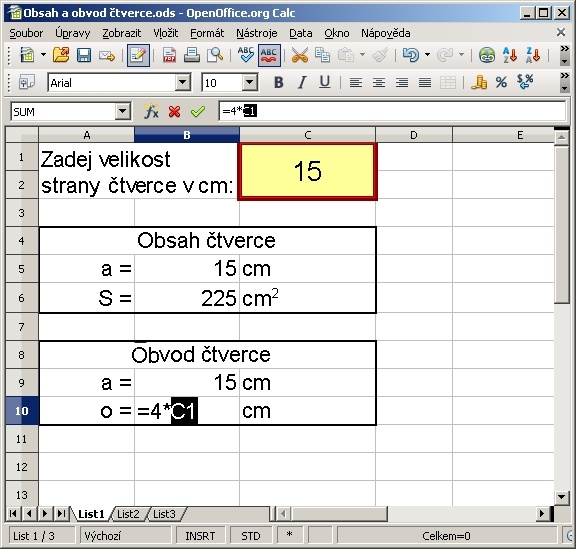 Obsah a obvod čtverce.ods - OpenOffice.org Calc
Soubor Úpravy Zobrazit Vložit Formát Nástroje Data Okno Nápověda
ABC ABC
Arial 10 B I U
SUM =4*C1
A B C D E
1 Zadej velikost 15
2 strany čtverce v cm:
3
4 Obsah čtverce
5 a = 15 cm
6 S = 225 cm²
7
8 Obvod čtverce
9 a = 15 cm
10 o = =4*C1 cm
11
12
13
List1 List2 List3
List 1 / 3 Výchozí INSRT STD * Celkem=0